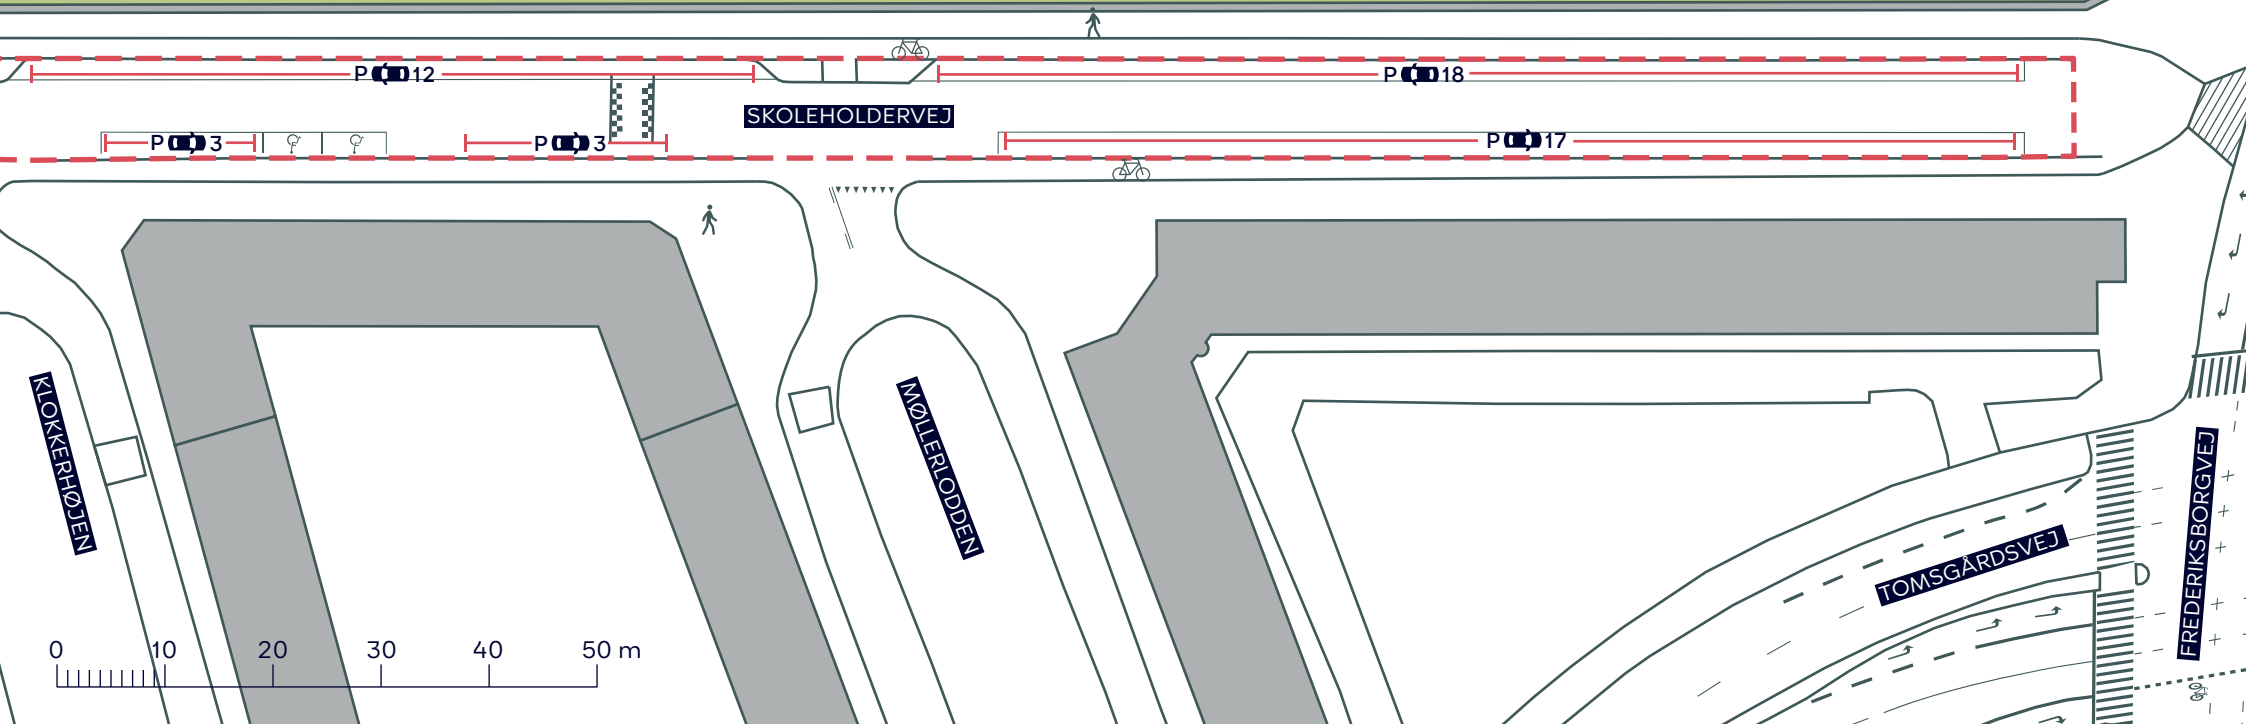 P 12
P 18
SKOLEHOLDERVEJ
P 3
P 3
P 17
KLOKKERHØJEN
MØLLERLODDEN
TOMSGÅRDSVEJ
FREDERIKSBORGVEJ
0 10 20 30 40 50 m